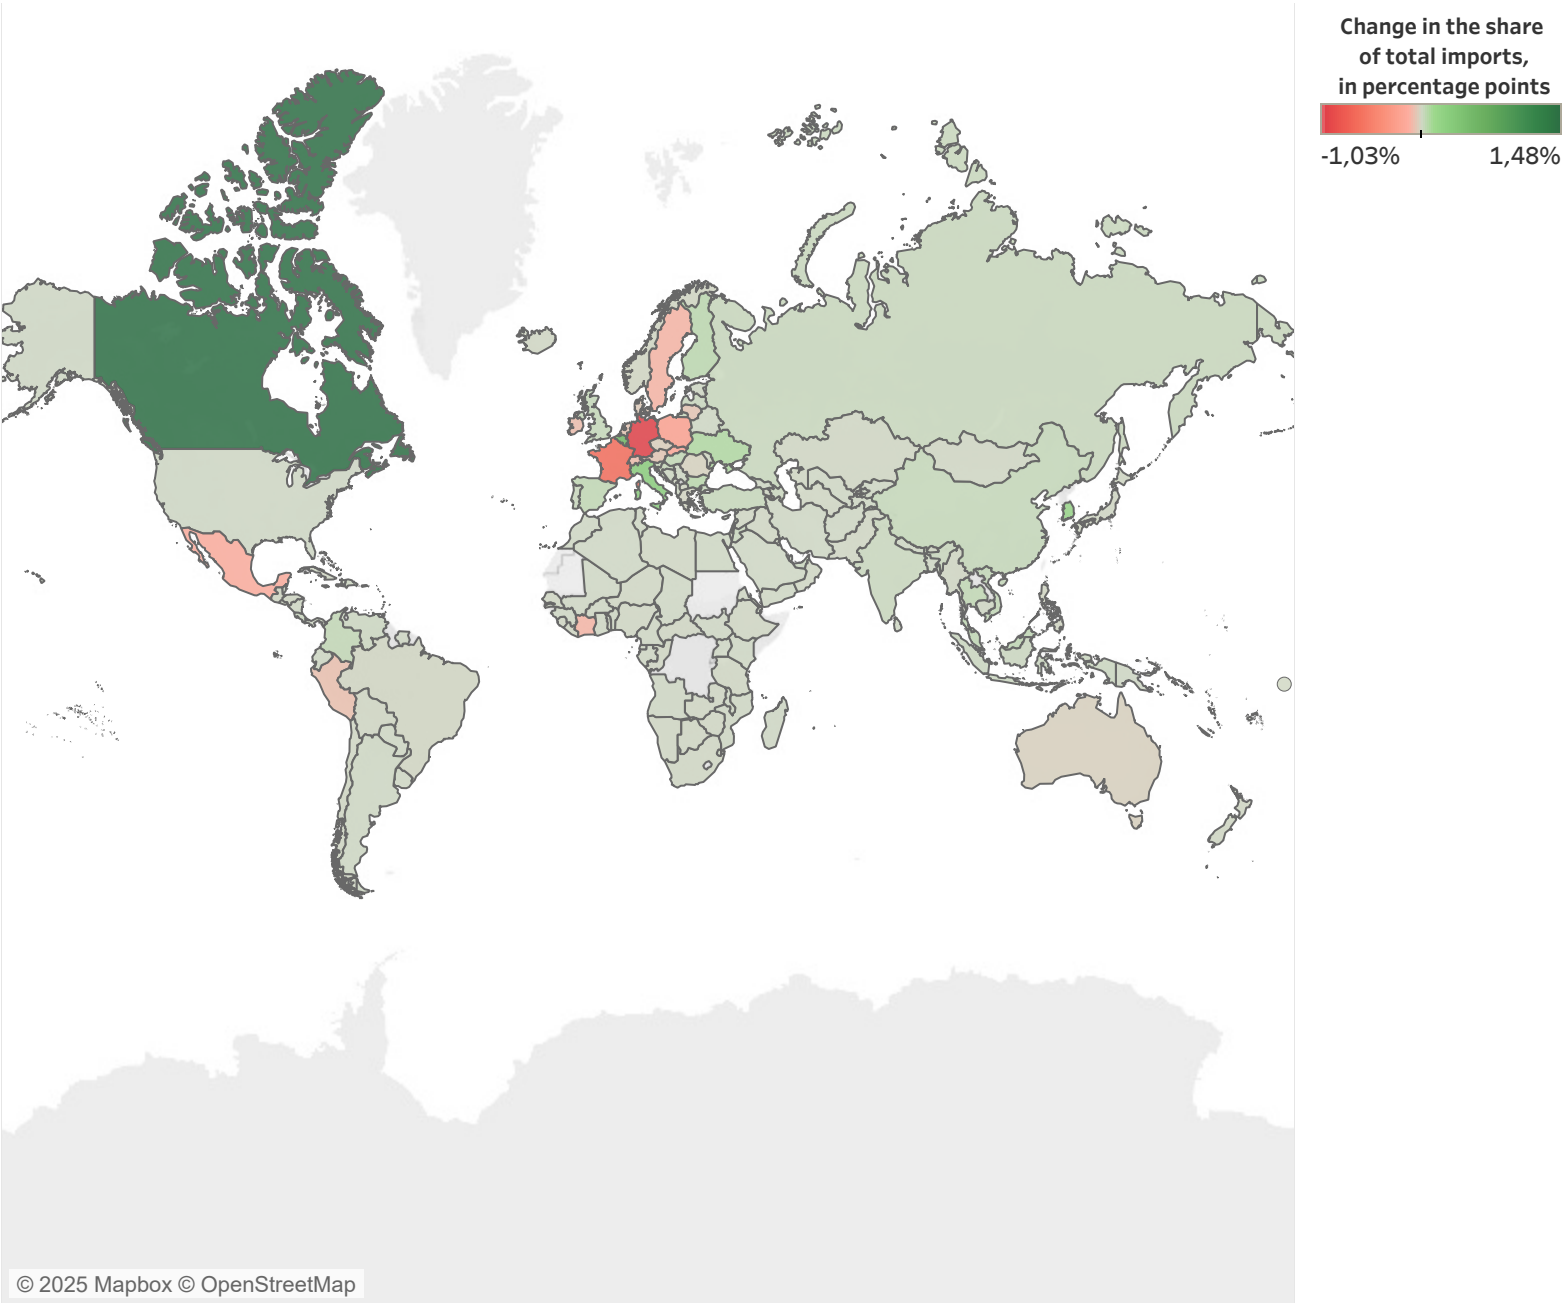 Change in the share
of total imports,
in percentage points
-1,03%
1,48%
© 2025 Mapbox © OpenStreetMap